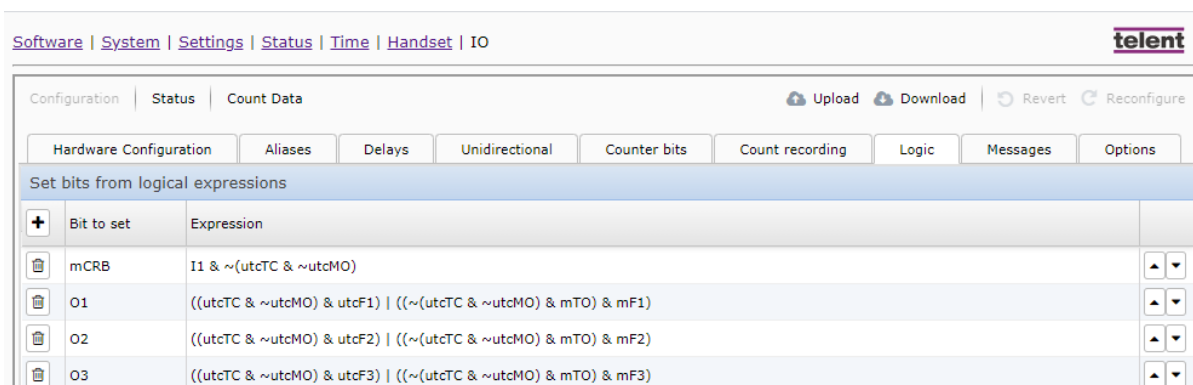 Software | System | Settings | Status | Time | Handset | IO telent
Configuration | Status | Count Data Upload Download | Revert Reconfigure
Hardware Configuration Aliases Delays Unidirectional Counter bits Count recording Logic Messages Options
Set bits from logical expressions
+ Bit to set Expression
mCRB I1 & ~(utcTC & ~utcMO)
O1 ((utcTC & ~utcMO) & utcF1) | ((~(utcTC & ~utcMO) & mTO) & mF1)
O2 ((utcTC & ~utcMO) & utcF2) | ((~(utcTC & ~utcMO) & mTO) & mF2)
O3 ((utcTC & ~utcMO) & utcF3) | ((~(utcTC & ~utcMO) & mTO) & mF3)